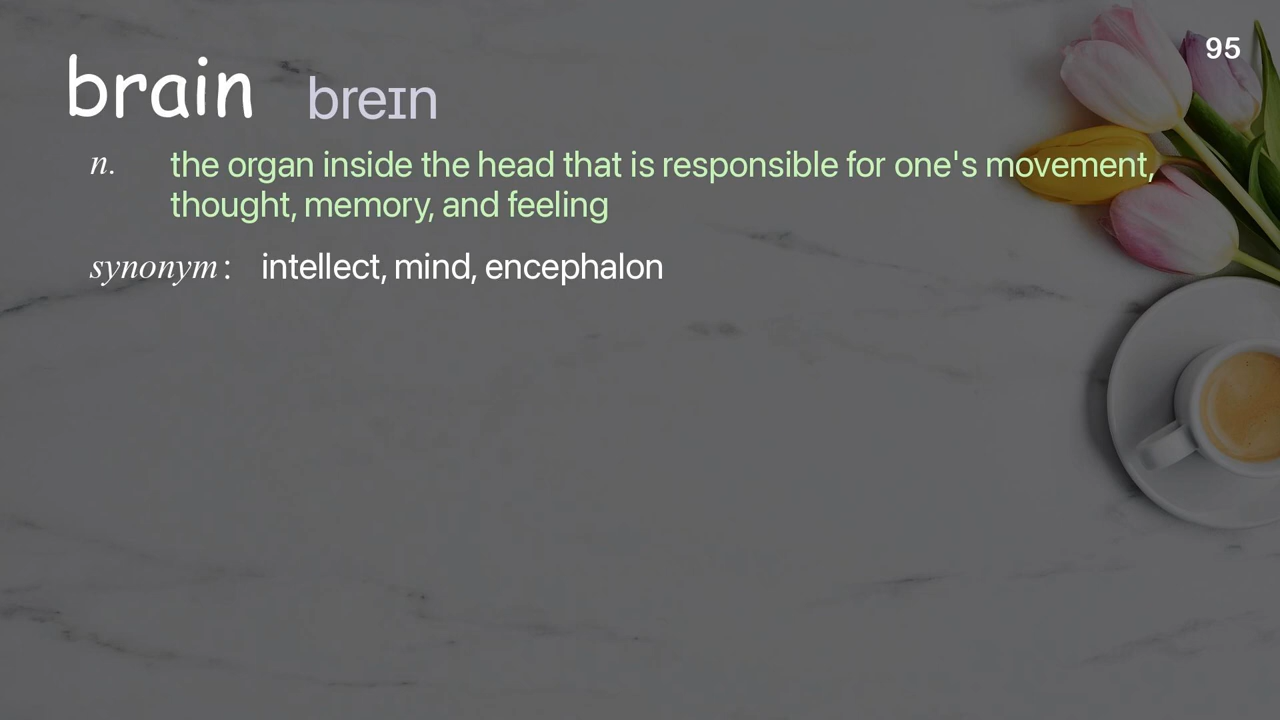 95
brain breɪn
n. the organ inside the head that is responsible for one's movement,
thought, memory, and feeling
synonym: intellect, mind, encephalon